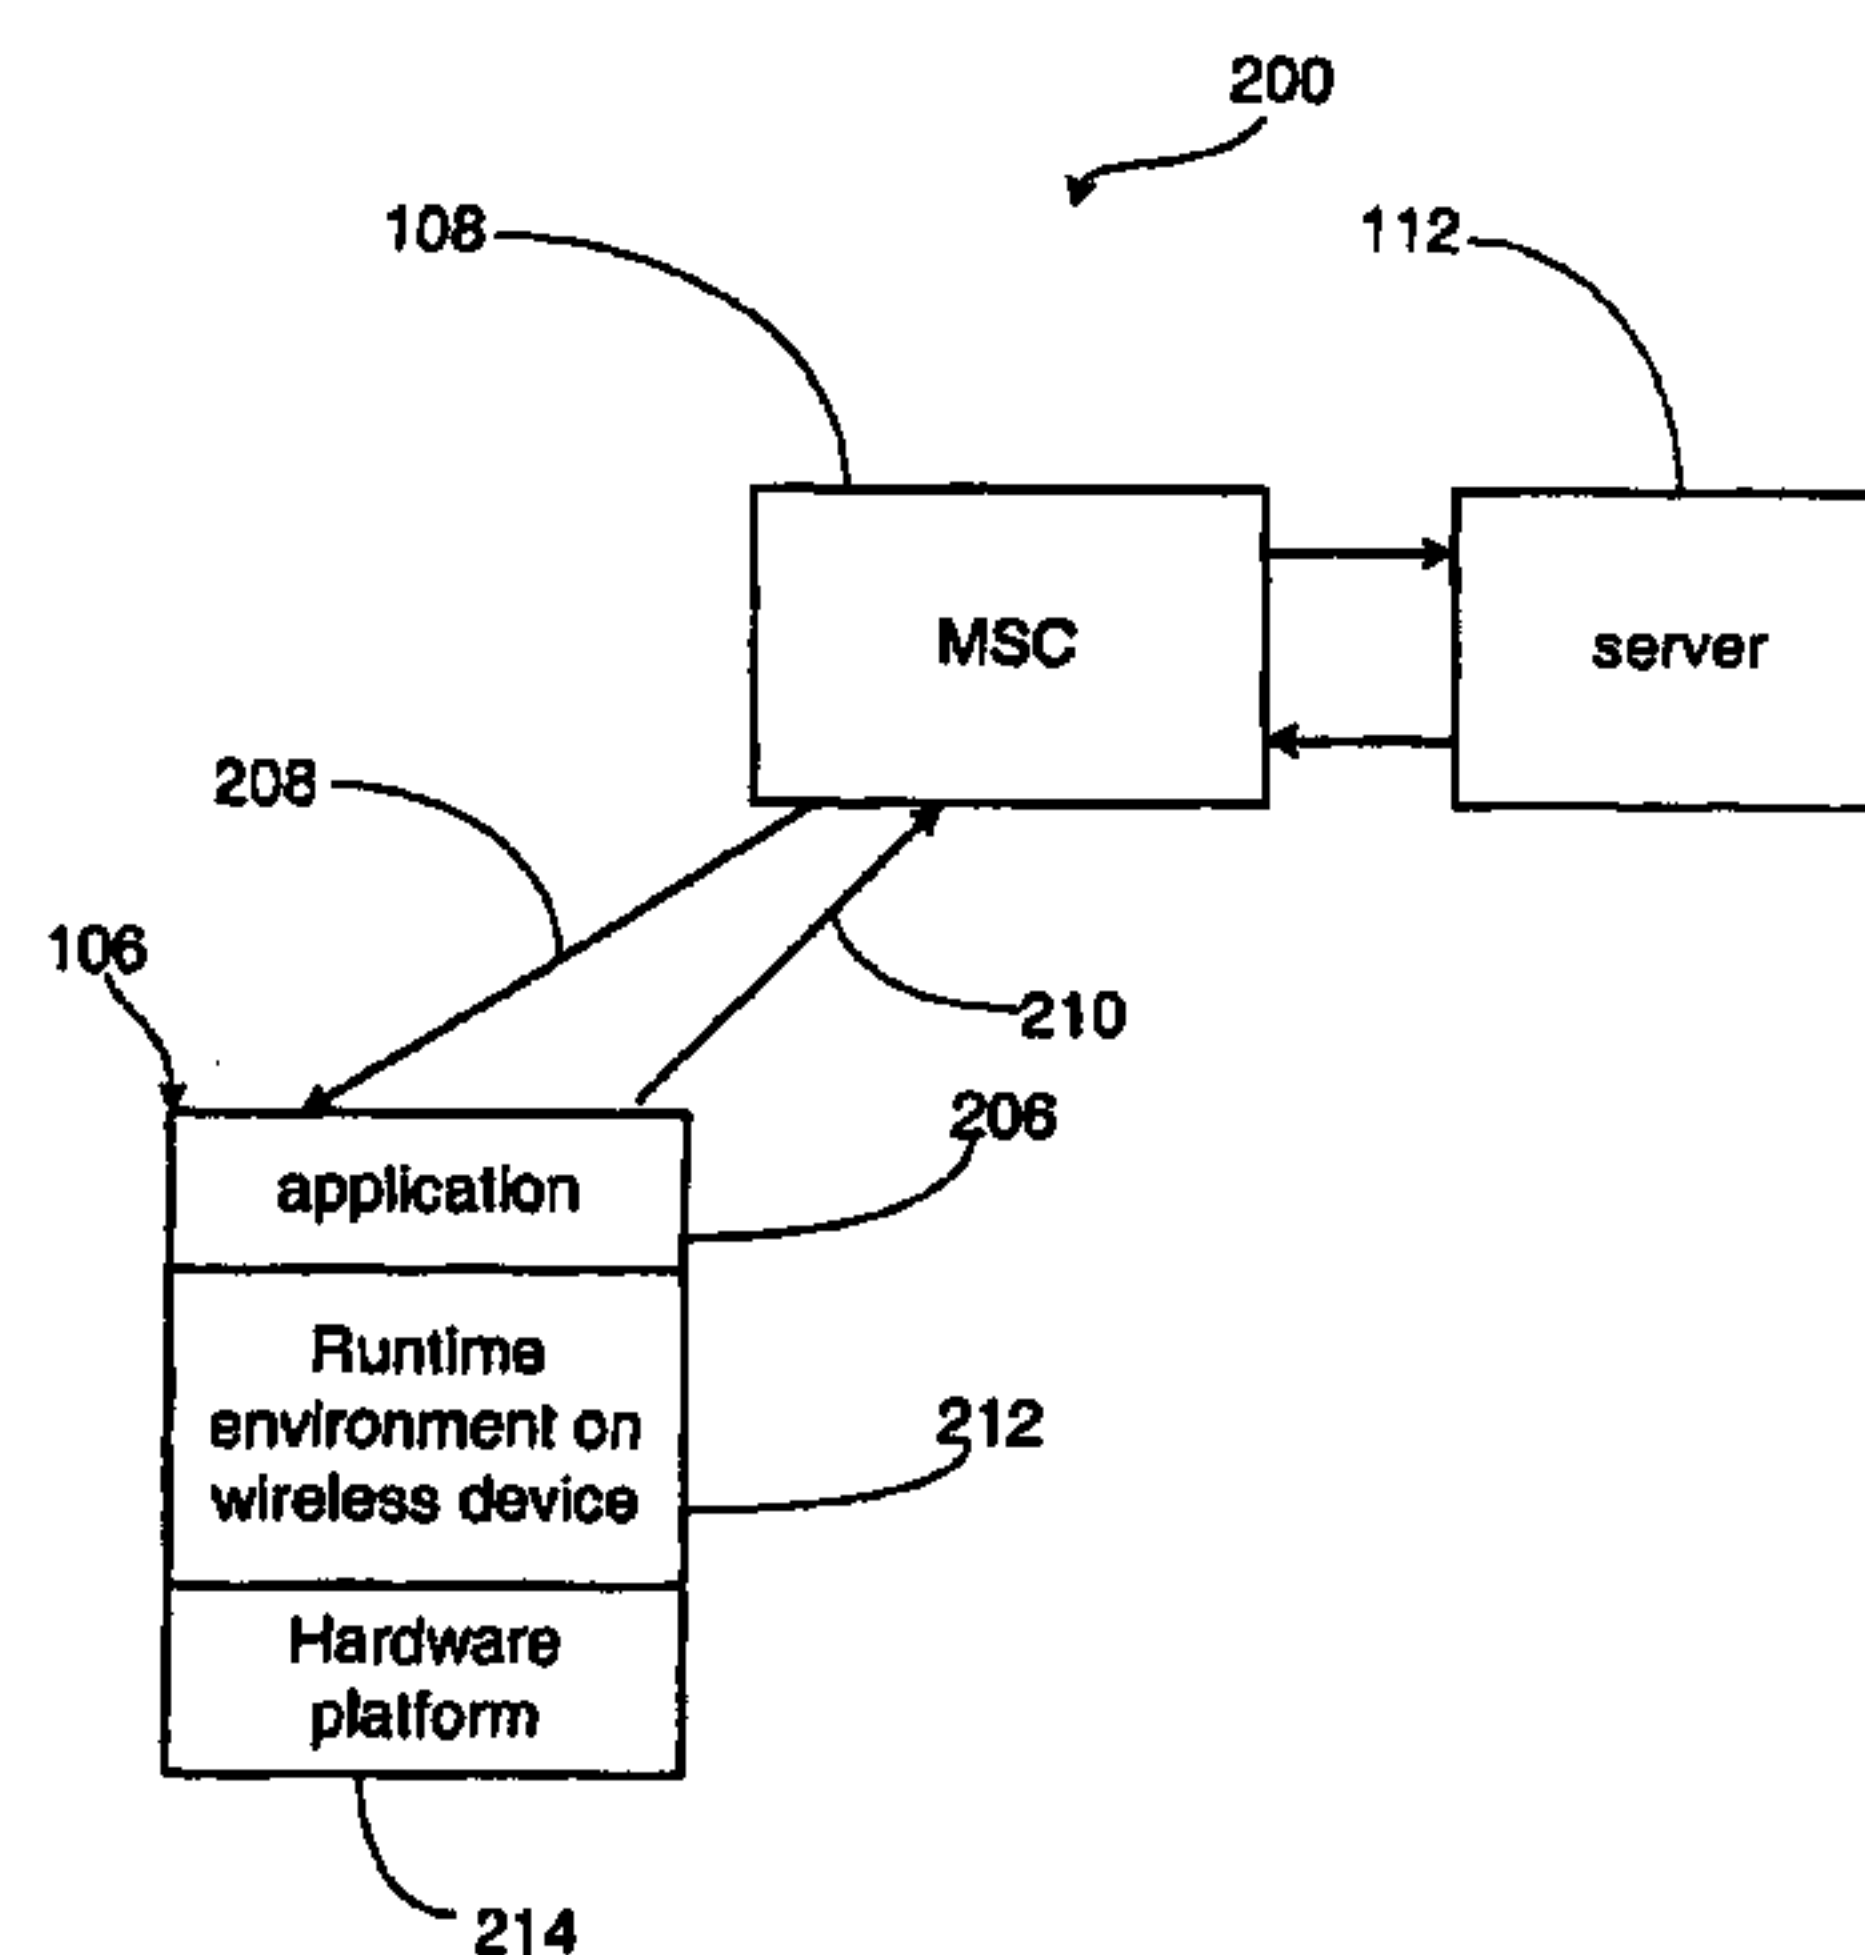 200
108
112
MSC
server
208
106
210
206
application
Runtime
environment on
wireless device
212
Hardware
platform
214